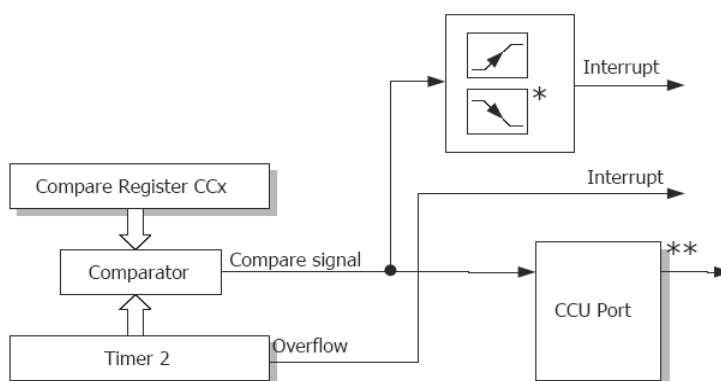 Interrupt
*
Interrupt
Compare Register CCx
Comparator
Compare signal
**
CCU Port
Timer 2
Overflow